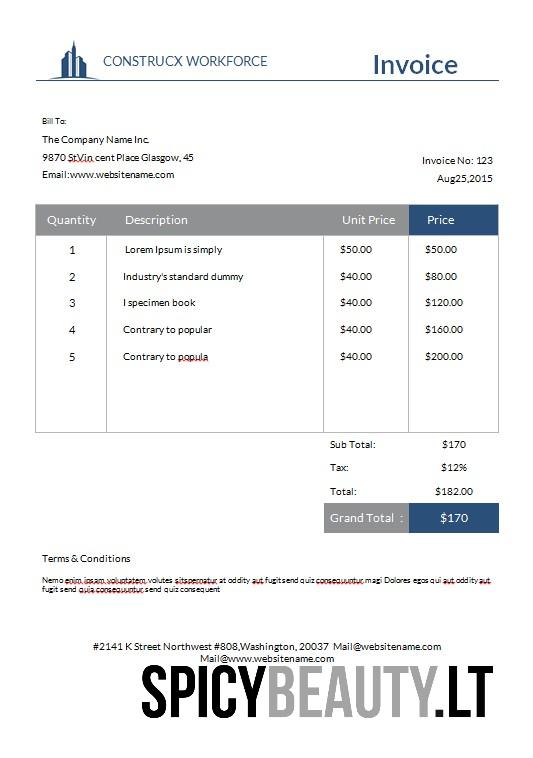 CONSTRUCX WORKFORCE
Invoice
Bill To:
The Company Name Inc.
9870 St.Vin cent Place Glasgow, 45
Email:www.websitename.com
Invoice No: 123
Aug25,2015
Quantity Description Unit Price Price
1 Lorem Ipsum is simply $50.00 $50.00
2 Industry's standard dummy $40.00 $80.00
3 I specimen book $40.00 $120.00
4 Contrary to popular $40.00 $160.00
5 Contrary to popula $40.00 $200.00
Sub Total: $170
Tax: $12%
Total: $182.00
Grand Total : $170
Terms & Conditions
Nemo enim ipsam voluptatem volutes sitspernatur at oddity aut fugit send quiz consequuntur magi Dolores egos qui aut oddity aut
fugit send quia consequuntur send quiz consequent
#2141 K Street Northwest #808,Washington, 20037 Mail@websitename.com
Mail@www.websitename.com
SPICYBEAUTY.LT